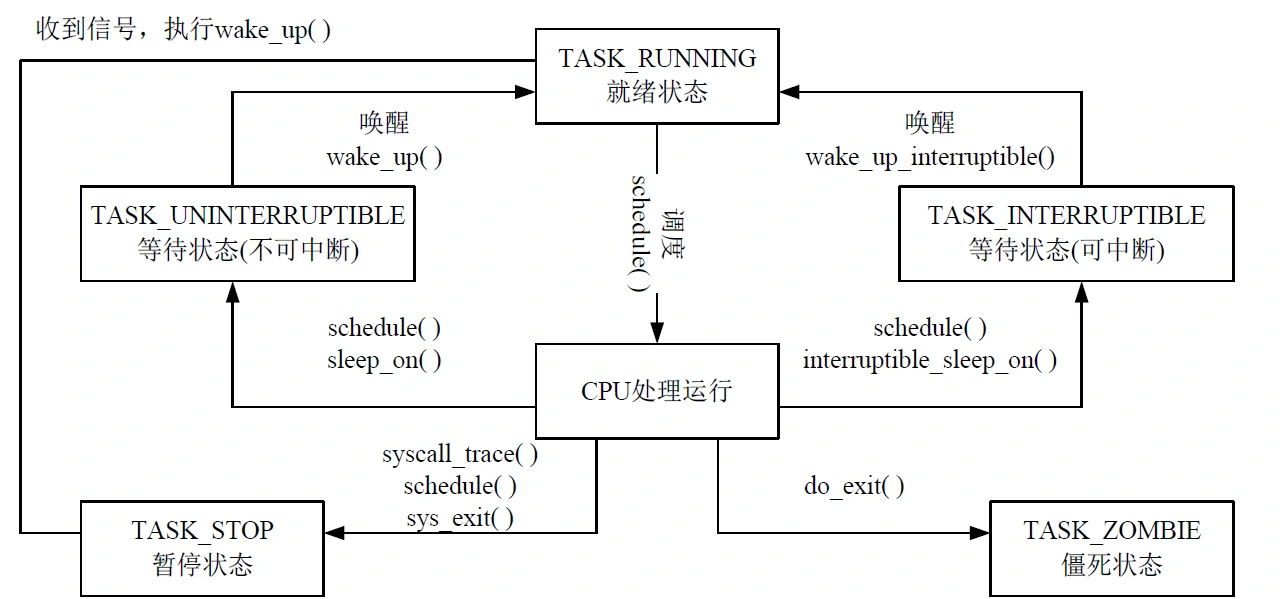 收到信号，执行wake_up( )
TASK_RUNNING
就绪状态
唤醒
wake_up( )
唤醒
wake_up_interruptible()
TASK_UNINTERRUPTIBLE
等待状态(不可中断)
调度
schedule( )
TASK_INTERRUPTIBLE
等待状态(可中断)
schedule( )
sleep_on( )
schedule( )
interruptible_sleep_on( )
CPU处理运行
syscall_trace( )
schedule( )
sys_exit( )
do_exit( )
TASK_STOP
暂停状态
TASK_ZOMBIE
僵死状态